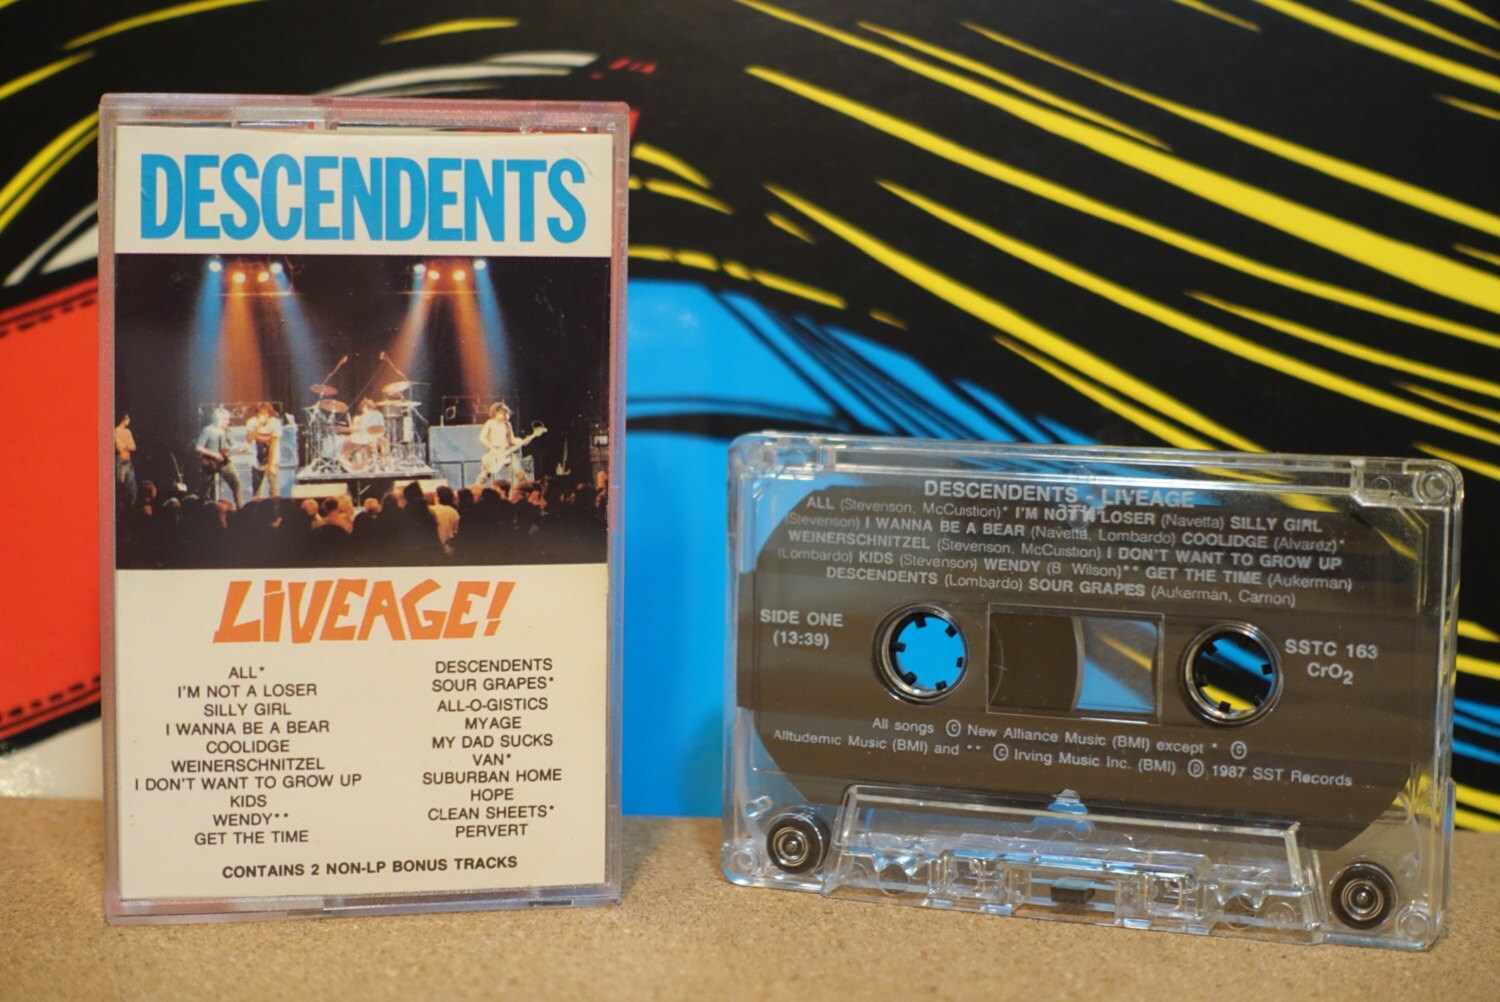 DESCENDENTS
LiVEAGE!
ALL*
I'M NOT A LOSER
SILLY GIRL
I WANNA BE A BEAR
COOLIDGE
WEINERSCHNITZEL
I DON'T WANT TO GROW UP
KIDS
WENDY**
GET THE TIME
DESCENDENTS
SOUR GRAPES*
ALL-O-GISTICS
MYAGE
MY DAD SUCKS
VAN*
SUBURBAN HOME
HOPE
CLEAN SHEETS*
PERVERT
CONTAINS 2 NON-LP BONUS TRACKS
DESCENDENTS - LIVEAGE
ALL (Stevenson, McCuistion)* I'M NOT A LOSER (Navetta) SILLY GIRL
(Stevenson) I WANNA BE A BEAR (Navetta, Lombardo) COOLIDGE (Alvarez)*
WEINERSCHNITZEL (Stevenson, McCuistion) I DON'T WANT TO GROW UP
(Lombardo) KIDS (Stevenson) WENDY (B Wilson)** GET THE TIME (Aukerman)
DESCENDENTS (Lombardo) SOUR GRAPES (Aukerman, Carrion)
SIDE ONE
(13:39)
SSTC 163
CrO2
All songs © New Alliance Music (BMI) except * ©
Alltudemic Music (BMI) and ** © Irving Music Inc. (BMI) ℗ 1987 SST Records